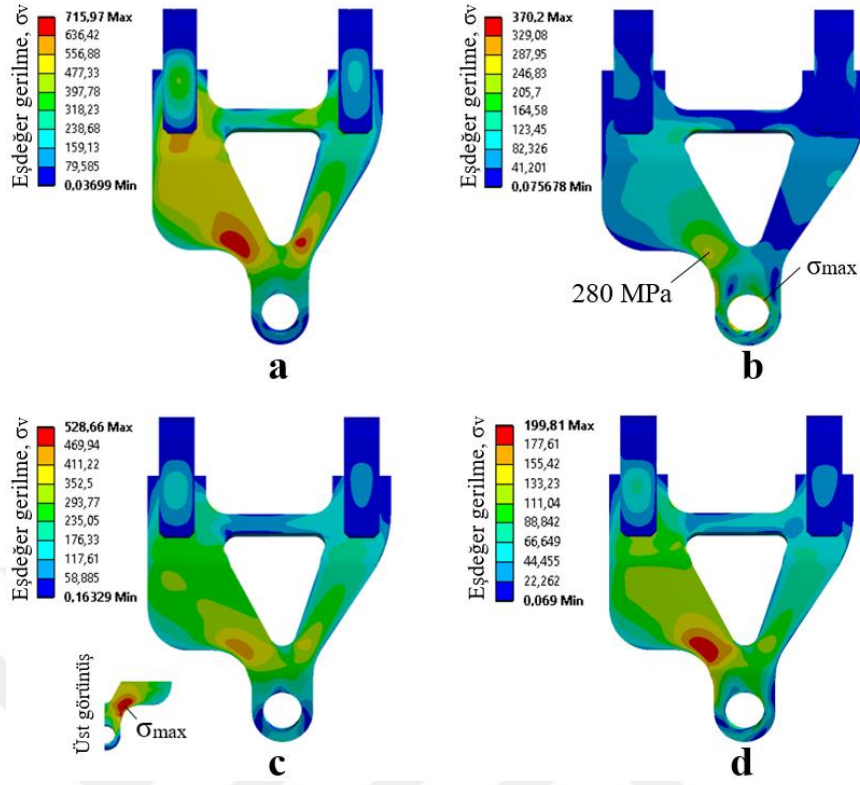 Eşdeğer gerilme, σv
715,97 Max
636,42
556,88
477,33
397,78
318,23
238,68
159,13
79,585
0,03699 Min
a
Eşdeğer gerilme, σv
370,2 Max
329,08
287,95
246,83
205,7
164,58
123,45
82,326
41,201
0,075678 Min
280 MPa
σmax
b
Eşdeğer gerilme, σv
528,66 Max
469,94
411,22
352,5
293,77
235,05
176,33
117,61
58,885
0,16329 Min
Üst görünüş
σmax
c
Eşdeğer gerilme, σv
199,81 Max
177,61
155,42
133,23
111,04
88,842
66,649
44,455
22,262
0,069 Min
d